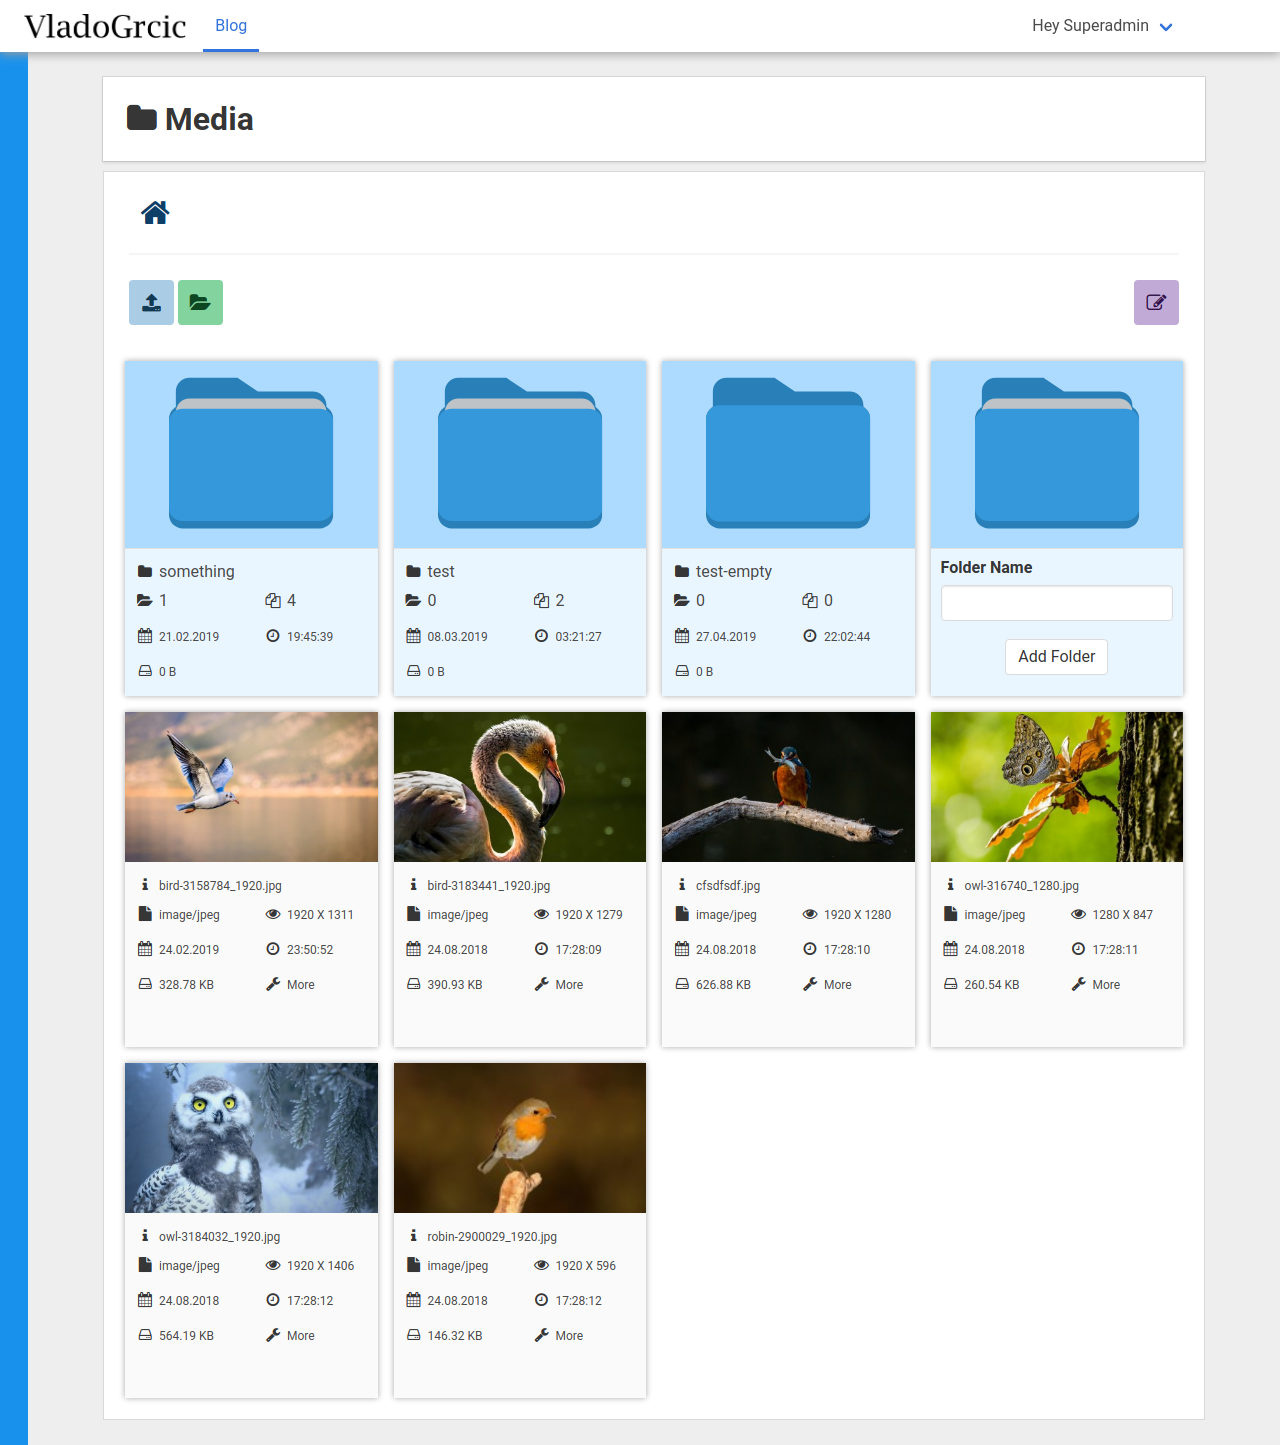 VladoGrcic Blog Hey Superadmin
Media
something test test-empty Folder Name
1 4 0 2 0 0
21.02.2019 19:45:39 08.03.2019 03:21:27 27.04.2019 22:02:44
Add Folder
0 B 0 B 0 B
bird-3158784_1920.jpg bird-3183441_1920.jpg cfsdfsdf.jpg owl-316740_1280.jpg
image/jpeg 1920 X 1311 image/jpeg 1920 X 1279 image/jpeg 1920 X 1280 image/jpeg 1280 X 847
24.02.2019 23:50:52 24.08.2018 17:28:09 24.08.2018 17:28:10 24.08.2018 17:28:11
328.78 KB More 390.93 KB More 626.88 KB More 260.54 KB More
owl-3184032_1920.jpg robin-2900029_1920.jpg
image/jpeg 1920 X 1406 image/jpeg 1920 X 596
24.08.2018 17:28:12 24.08.2018 17:28:12
564.19 KB More 146.32 KB More